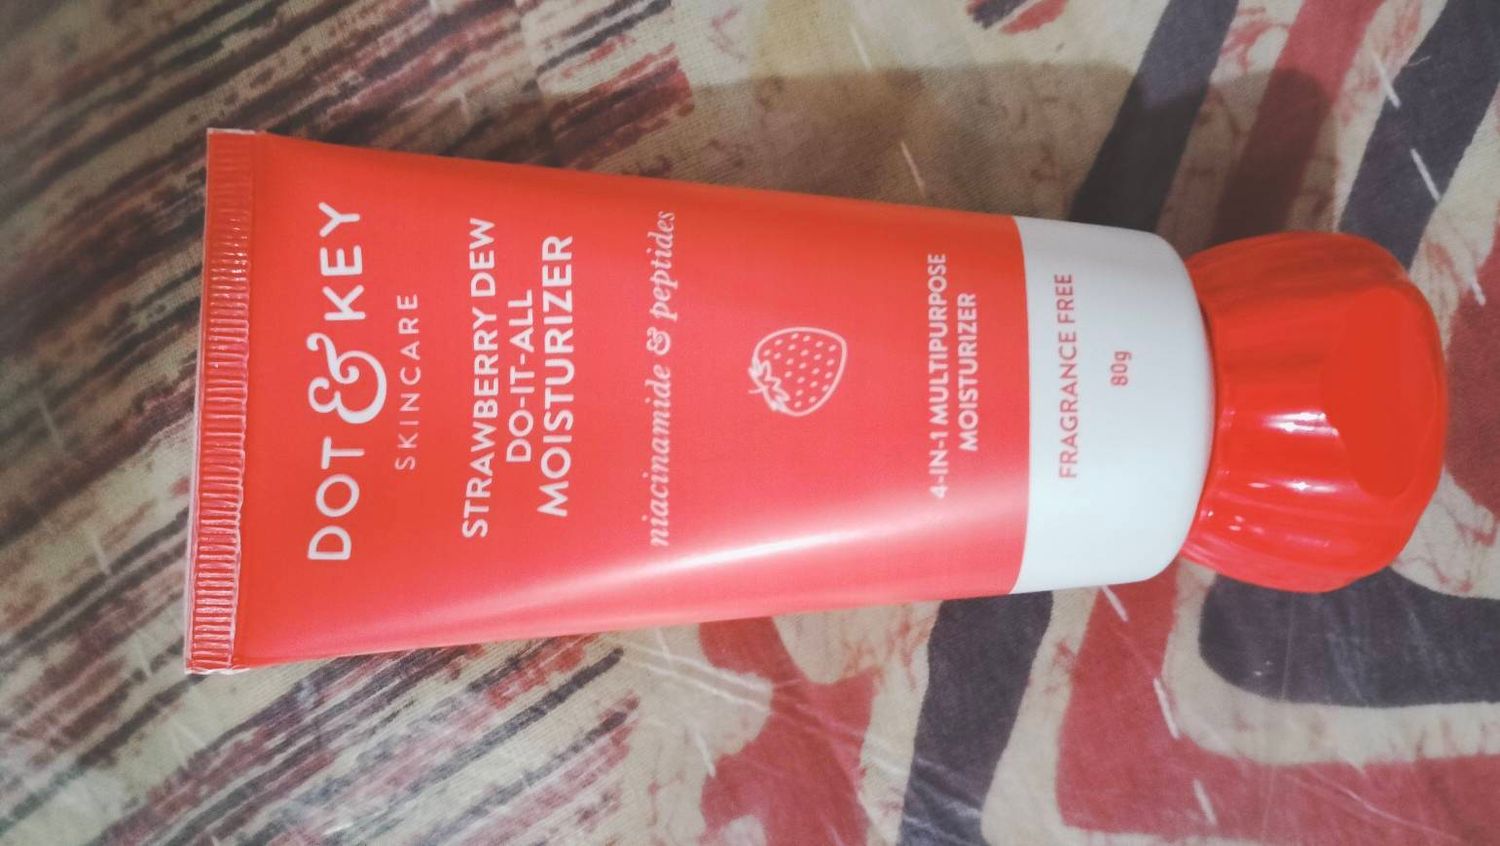 DOT & KEY
SKINCARE
STRAWBERRY DEW
DO-IT-ALL
MOISTURIZER
niacinamide & peptides
4-IN-1 MULTIPURPOSE
MOISTURIZER
FRAGRANCE FREE
80g